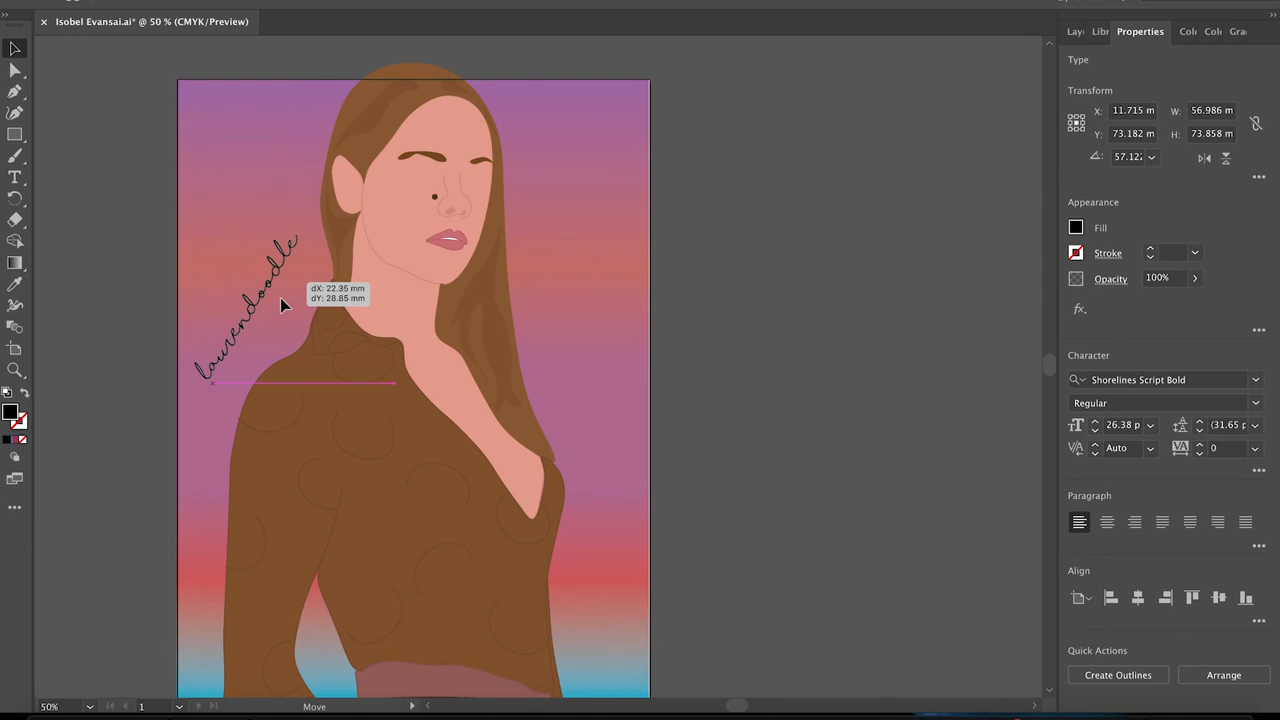 Isobel Evansai.ai* @ 50 % (CMYK/Preview)
Lay
Libr
Properties
Col
Col
Gra
Type
Transform
X: 11.715 m W: 56.986 m
Y: 73.182 m H: 73.858 m
57.12
Appearance
Fill
Stroke
Opacity 100%
fx.
Character
Shorelines Script Bold
Regular
26.38 p (31.65 p
Auto 0
Paragraph
Align
Quick Actions
Create Outlines Arrange
laurendoodle
dX: 22.35 mm
dY: 28.85 mm
50% 1 Move